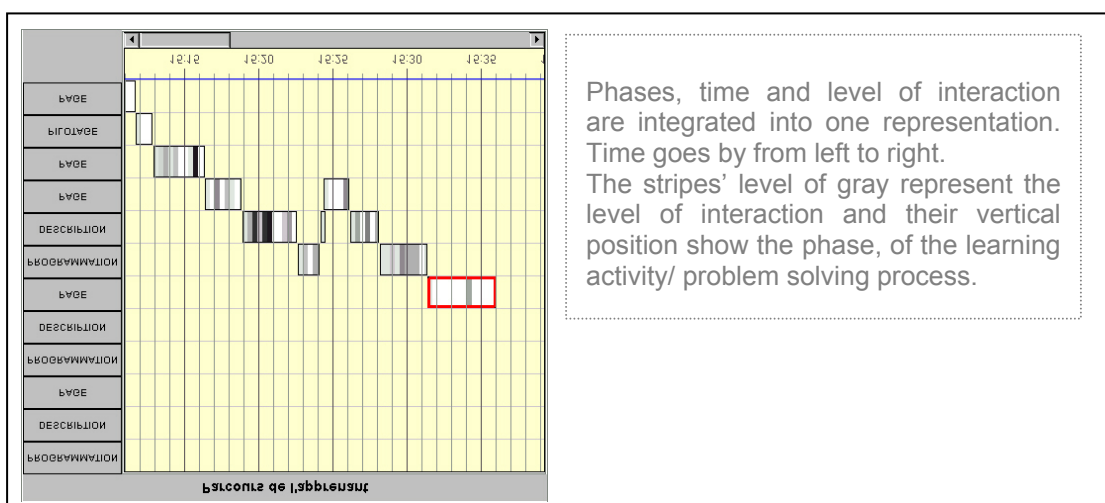 15:15 15:20 15:25 15:30 15:35
PAGE
PILOTAGE
PAGE
PAGE
DESCRIPTION
PROGRAMMATION
PAGE
DESCRIPTION
PROGRAMMATION
PAGE
DESCRIPTION
PROGRAMMATION
Parcours de l'apprenant
Phases, time and level of interaction
are integrated into one representation.
Time goes by from left to right.
The stripes’ level of gray represent the
level of interaction and their vertical
position show the phase, of the learning
activity/ problem solving process.